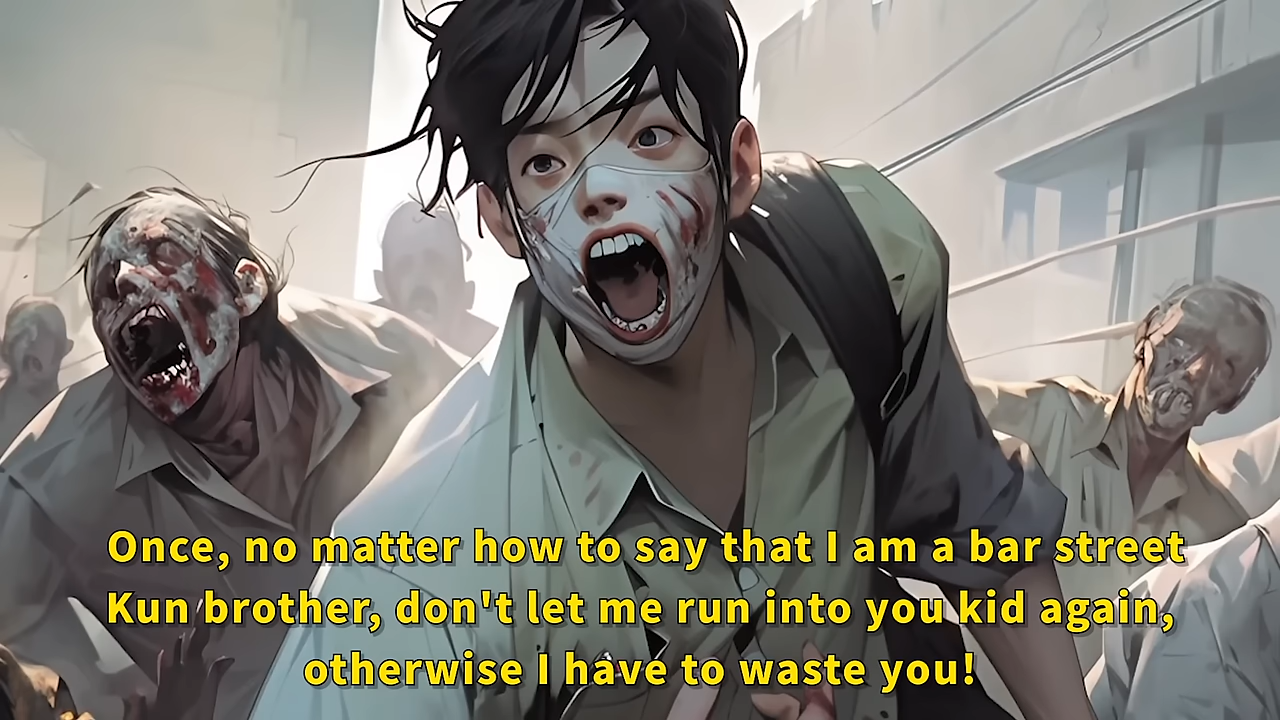 Once, no matter how to say that I am a bar street
Kun brother, don't let me run into you kid again,
otherwise I have to waste you!